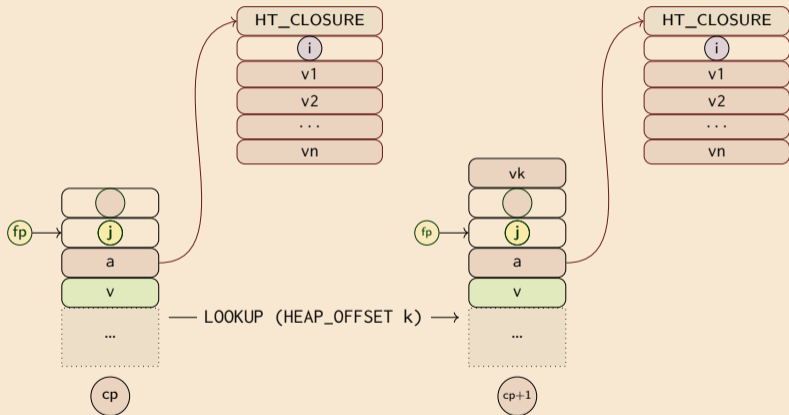 HT_CLOSURE
i
v1
v2
...
vn
fp
j
a
v
...
cp
LOOKUP (HEAP_OFFSET k)
HT_CLOSURE
i
v1
v2
...
vn
vk
fp
j
a
v
...
cp+1